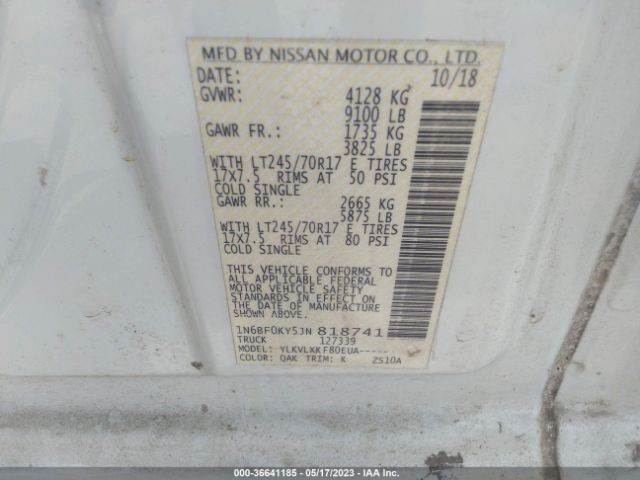 MFD BY NISSAN MOTOR CO., LTD.
DATE: 10/18
GVWR: 4128 KG
9100 LB
GAWR FR.: 1735 KG
3825 LB
WITH LT245/70R17 E TIRES
17X7.5 RIMS AT 50 PSI
COLD SINGLE
GAWR RR.: 2665 KG
5875 LB
WITH LT245/70R17 E TIRES
17X7.5 RIMS AT 80 PSI
COLD SINGLE
THIS VEHICLE CONFORMS TO
ALL APPLICABLE FEDERAL
MOTOR VEHICLE SAFETY
STANDARDS IN EFFECT ON
THE DATE OF MANUFACTURE
SHOWN ABOVE.
1N6BF0KY5JN818741
TRUCK 127339
MODEL: YLKVLXKF80EUA-----
COLOR: QAK TRIM: K ZS10A
000-36641185 - 05/17/2023 - IAA Inc.